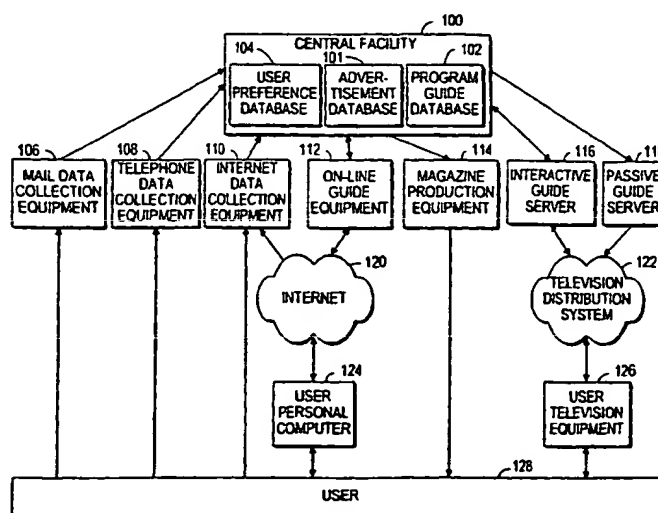 100
CENTRAL FACILITY
104
101
102
USER
PREFERENCE
DATABASE
ADVER-
TISEMENT
DATABASE
PROGRAM
GUIDE
DATABASE
106
MAIL DATA
COLLECTION
EQUIPMENT
108
TELEPHONE
DATA
COLLECTION
EQUIPMENT
110
INTERNET
DATA
COLLECTION
EQUIPMENT
112
ON-LINE
GUIDE
EQUIPMENT
114
MAGAZINE
PRODUCTION
EQUIPMENT
116
INTERACTIVE
GUIDE
SERVER
PASSIVE
GUIDE
SERVER
120
INTERNET
122
TELEVISION
DISTRIBUTION
SYSTEM
124
USER
PERSONAL
COMPUTER
126
USER
TELEVISION
EQUIPMENT
128
USER